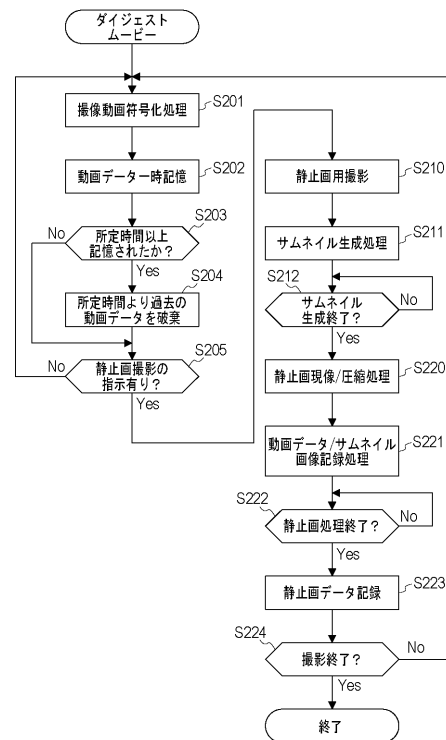 ダイジェスト
ムービー
撮像動画符号化処理
S201
動画データ一時記憶
S202
S203
所定時間以上
記憶されたか？
No
Yes
S204
所定時間より過去の
動画データを破棄
S205
静止画撮影の
指示有り？
No
Yes
静止画用撮影
S210
サムネイル生成処理
S211
S212
サムネイル
生成終了？
No
Yes
静止画現像/圧縮処理
S220
動画データ/サムネイル
画像記録処理
S221
S222
静止画処理終了？
No
Yes
静止画データ記録
S223
S224
撮影終了？
No
Yes
終了